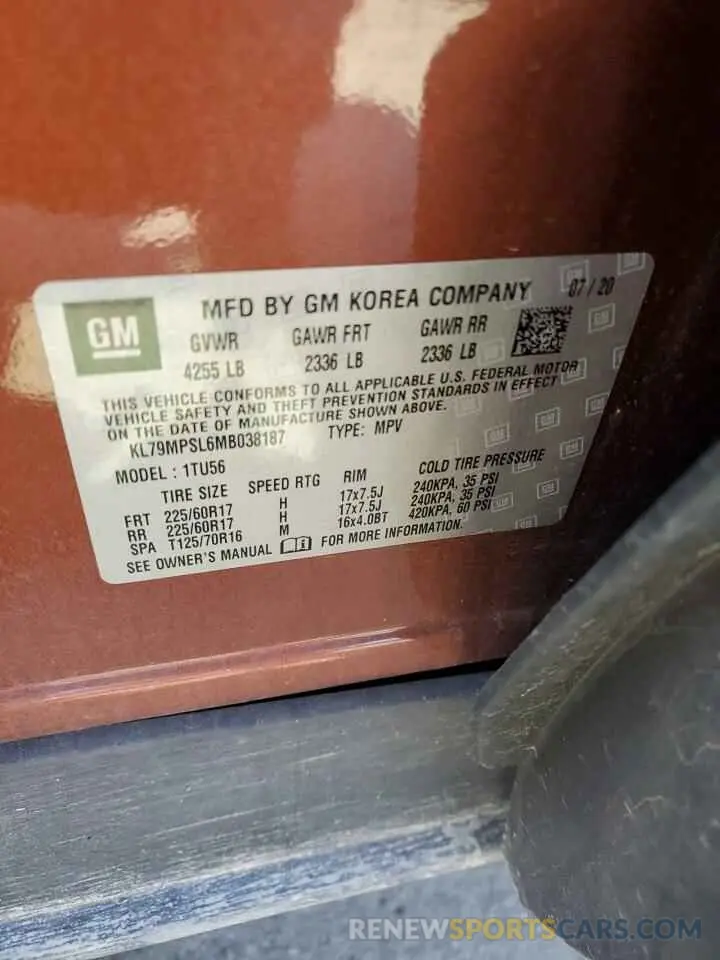 MFD BY GM KOREA COMPANY 07 / 20
GM
GVWR GAWR FRT GAWR RR
4255 LB 2336 LB 2336 LB
THIS VEHICLE CONFORMS TO ALL APPLICABLE U.S. FEDERAL MOTOR
VEHICLE SAFETY AND THEFT PREVENTION STANDARDS IN EFFECT
ON THE DATE OF MANUFACTURE SHOWN ABOVE.
KL79MPSL6MB038187 TYPE: MPV
MODEL : 1TU56
TIRE SIZE SPEED RTG RIM COLD TIRE PRESSURE
FRT 225/60R17 H 17x7.5J 240KPA, 35 PSI
RR 225/60R17 H 17x7.5J 240KPA, 35 PSI
SPA T125/70R16 M 16x4.0BT 420KPA, 60 PSI
SEE OWNER'S MANUAL FOR MORE INFORMATION.
RENEWSPORTSCARS.COM